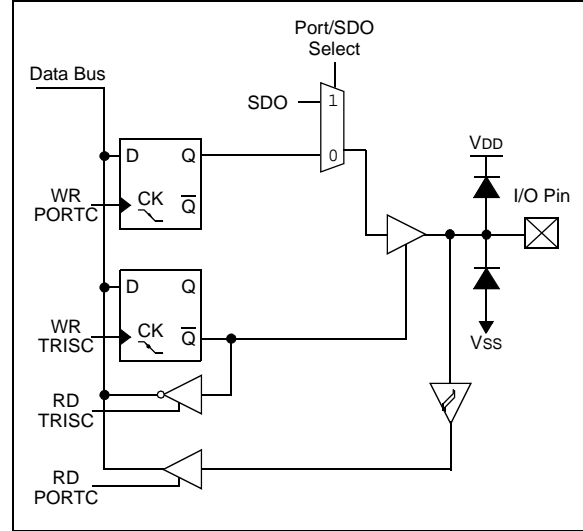 Port/SDO
Select
Data Bus
SDO
1
0
VDD
I/O Pin
D
Q
WR
PORTC
CK
Q
D
Q
WR
TRISC
CK
Q
VSS
RD
TRISC
RD
PORTC